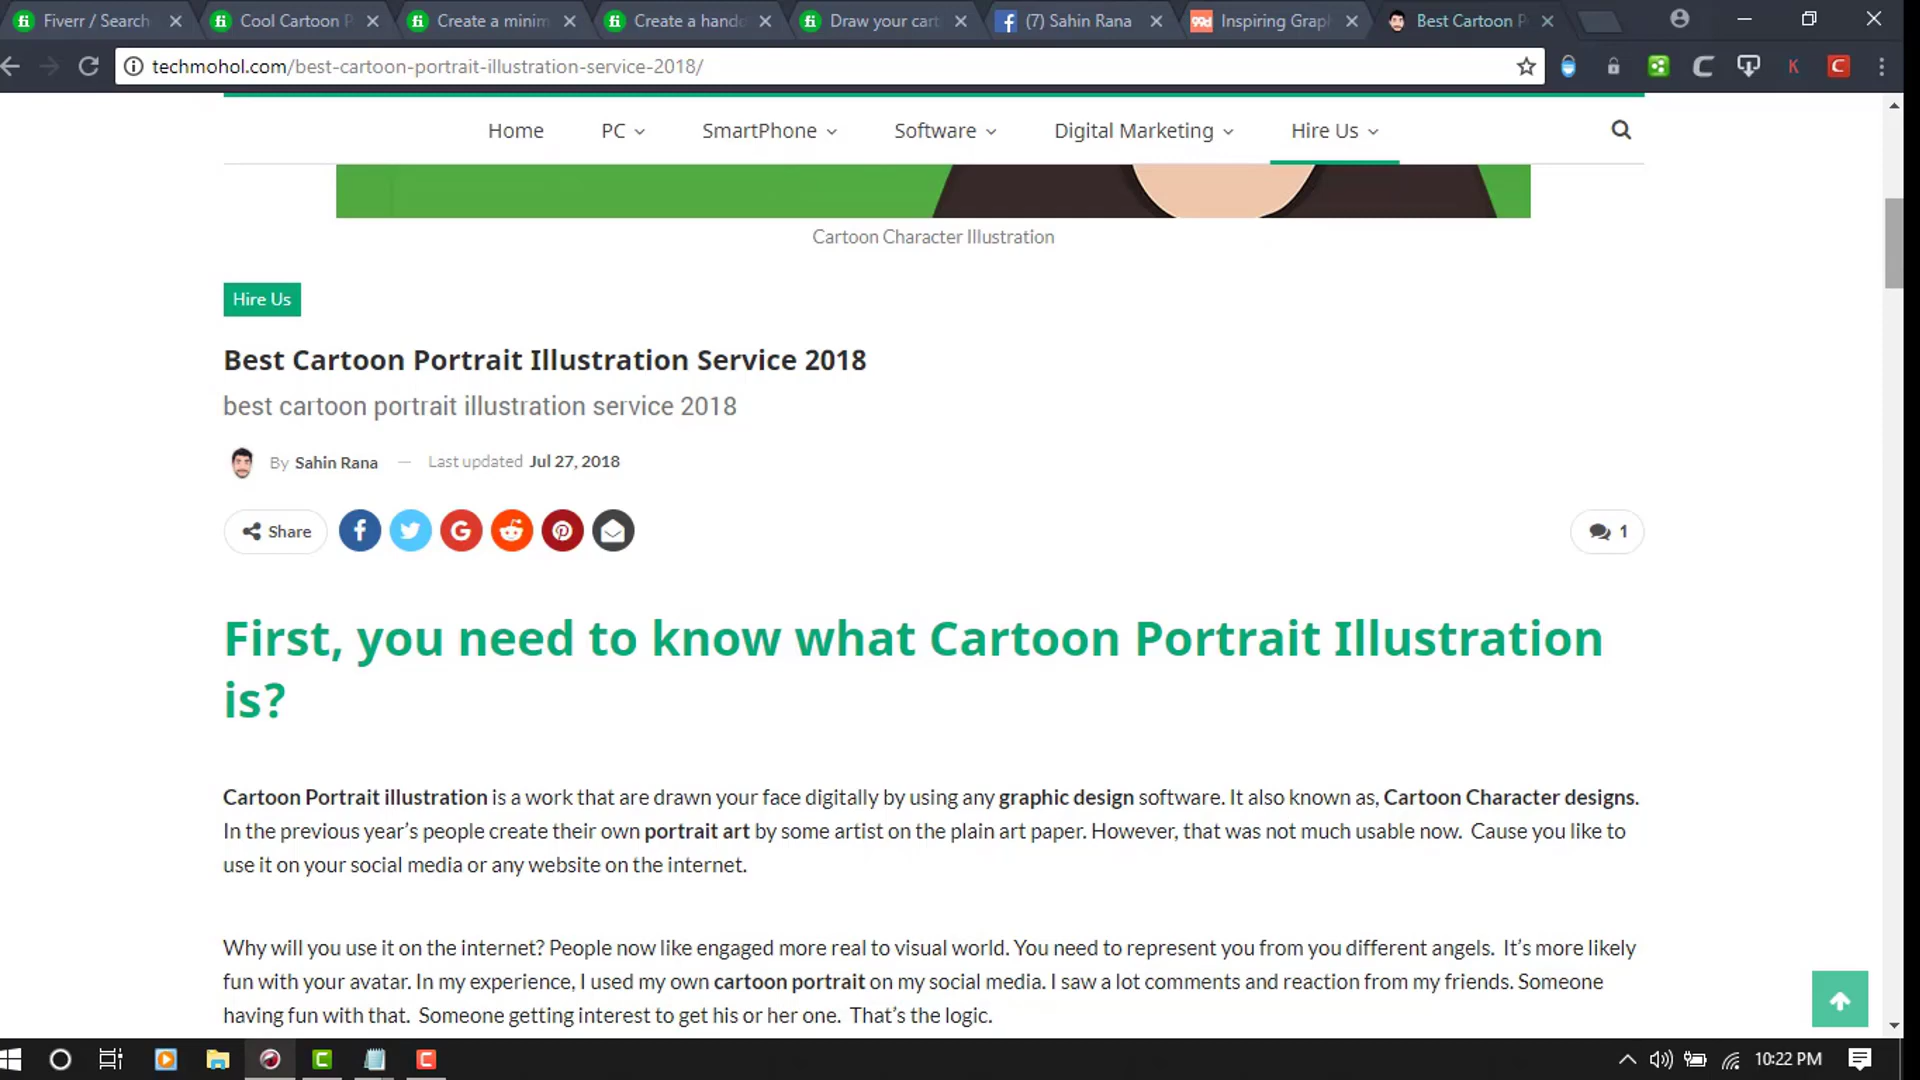 Fiverr / Search
Cool Cartoon P
Create a minim
Create a hand
Draw your cart
(7) Sahin Rana
99d Inspiring Grap
Best Cartoon P
techmohol.com/best-cartoon-portrait-illustration-service-2018/
Home PC SmartPhone Software Digital Marketing Hire Us
Cartoon Character Illustration
Hire Us
Best Cartoon Portrait Illustration Service 2018
best cartoon portrait illustration service 2018
By Sahin Rana — Last updated Jul 27, 2018
Share
1
First, you need to know what Cartoon Portrait Illustration
is?
Cartoon Portrait illustration is a work that are drawn your face digitally by using any graphic design software. It also known as, Cartoon Character designs.
In the previous year’s people create their own portrait art by some artist on the plain art paper. However, that was not much usable now.  Cause you like to
use it on your social media or any website on the internet.
Why will you use it on the internet? People now like engaged more real to visual world. You need to represent you from you different angels.  It’s more likely
fun with your avatar. In my experience, I used my own cartoon portrait on my social media. I saw a lot comments and reaction from my friends. Someone
having fun with that.  Someone getting interest to get his or her one.  That’s the logic.
10:22 PM